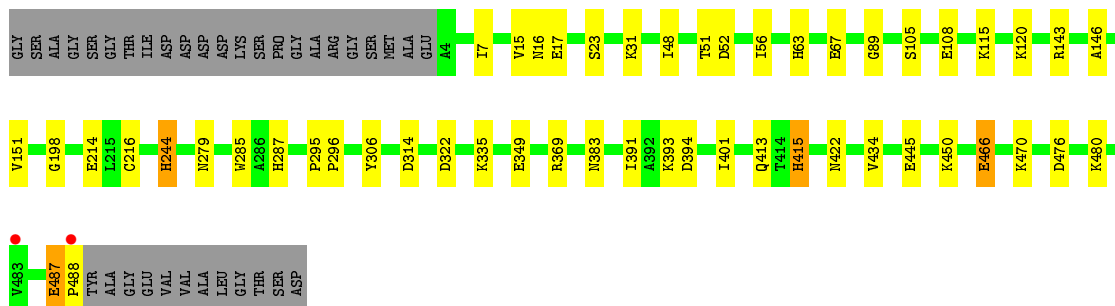 GLY SER ALA GLY SER GLY THR ILE ASP ASP ASP ASP LYS SER PRO GLY ALA ARG GLY SER MET ALA GLU A4 I7 V15 N16 E17 S23 K31 I48 T51 D52 I56 H63 E67 G89 S105 E108 K115 K120 R143 A146
V151 G198 E214 L215 C216 H244 N279 W285 A286 H287 P295 P296 Y306 D314 D322 K335 E349 R369 N383 I391 A392 K393 D394 I401 Q413 T414 H415 N422 V434 E445 K450 E466 K470 D476 K480
V483 E487 P488 TYR ALA GLY GLU VAL VAL ALA LEU GLY THR SER ASP